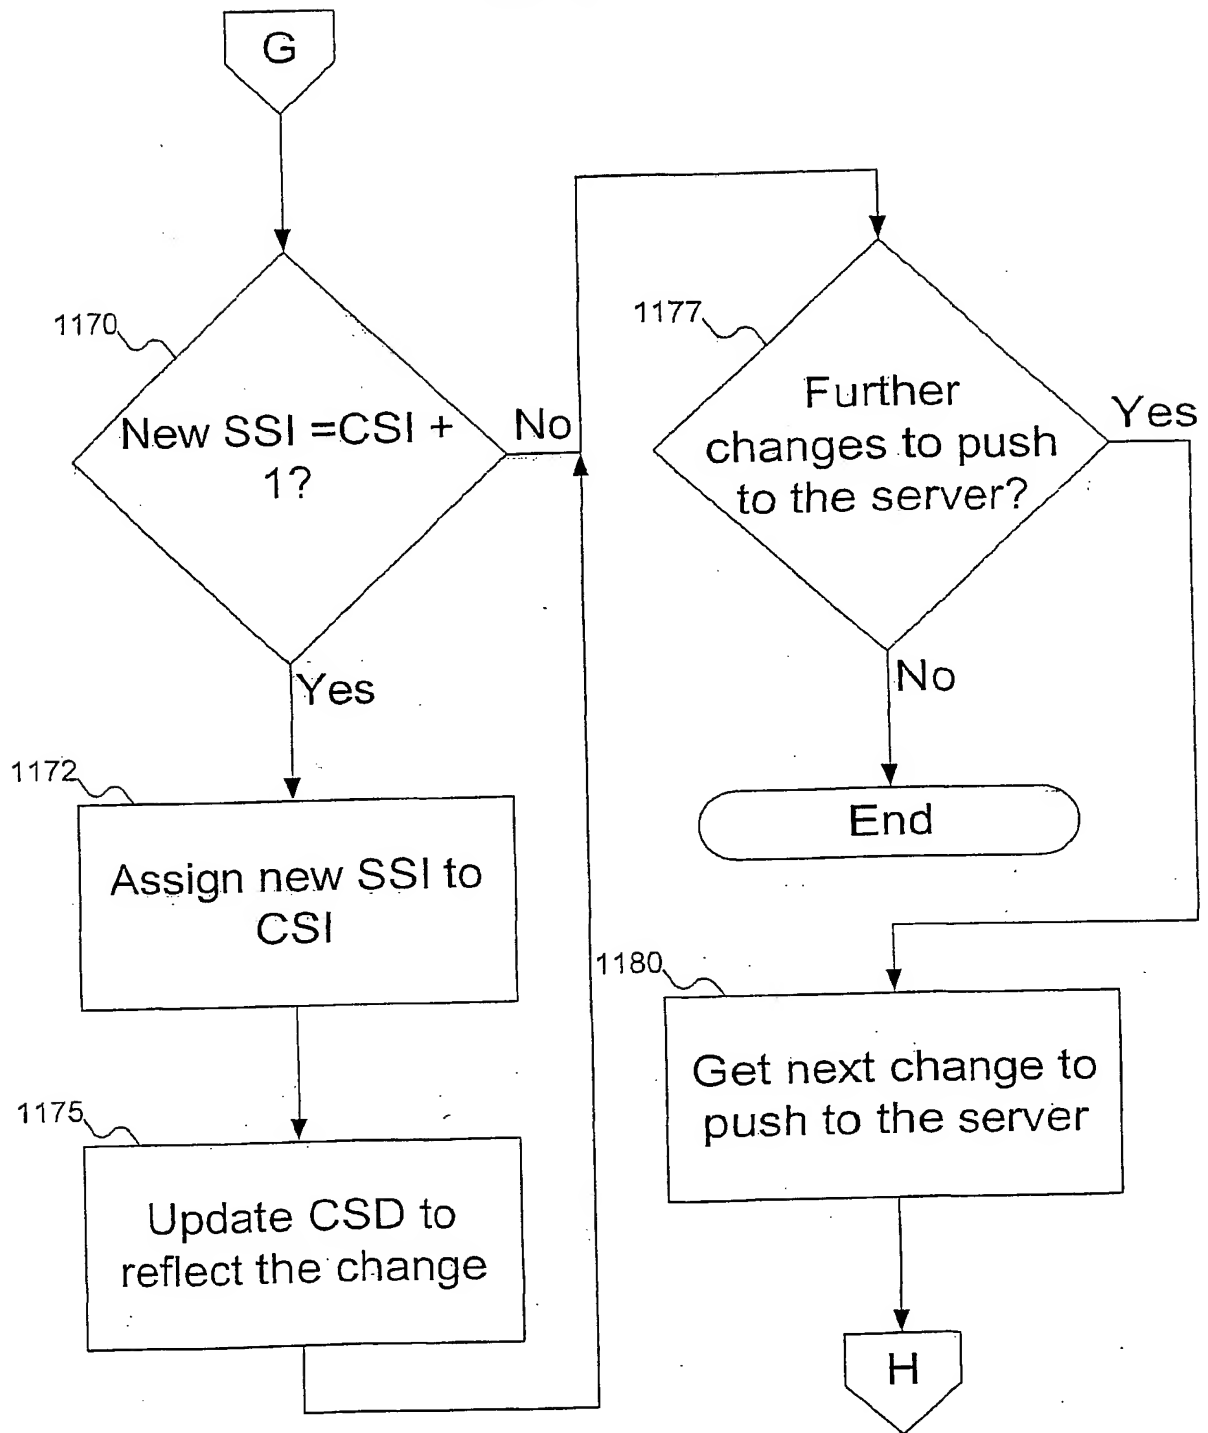 G
1170
New SSI =CSI +
1?
No
Yes
1172
Assign new SSI to
CSI
1175
Update CSD to
reflect the change
1177
Further
changes to push
to the server?
Yes
No
End
1180
Get next change to
push to the server
H